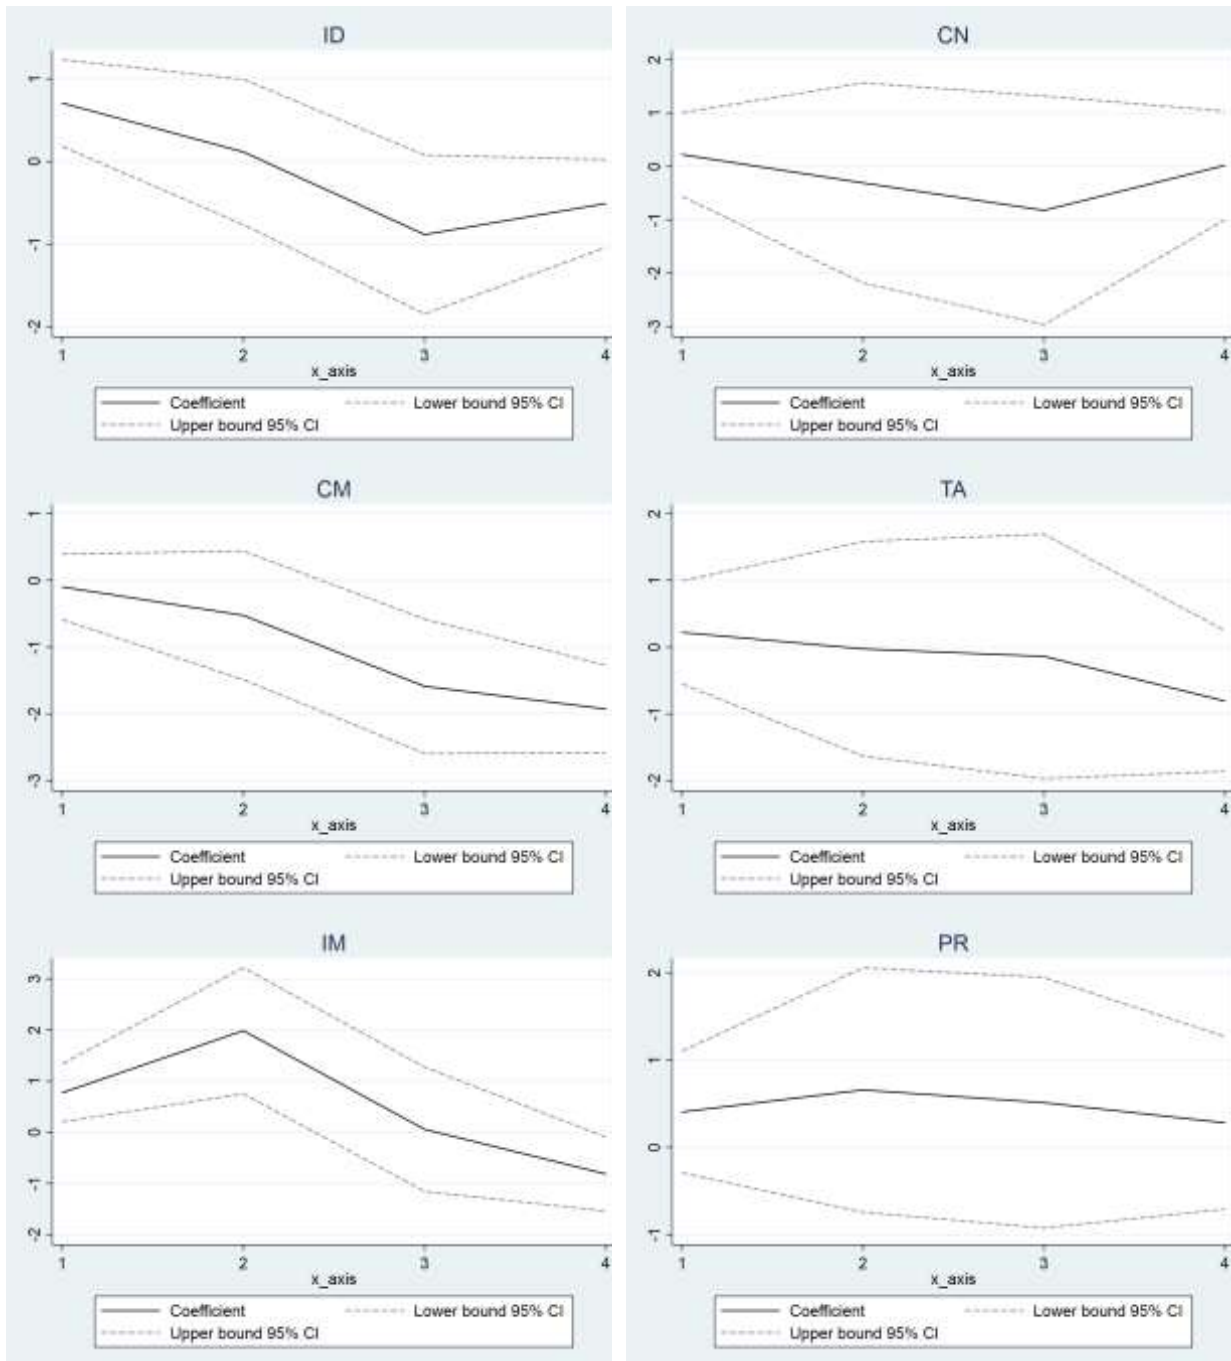 ID
1
0
-1
-2
1 2 3 4
x_axis
Coefficient Lower bound 95% CI
Upper bound 95% CI
CN
2
1
0
-1
-2
-3
1 2 3 4
x_axis
Coefficient Lower bound 95% CI
Upper bound 95% CI
CM
1
0
-1
-2
-3
1 2 3 4
x_axis
Coefficient Lower bound 95% CI
Upper bound 95% CI
TA
2
1
0
-1
-2
1 2 3 4
x_axis
Coefficient Lower bound 95% CI
Upper bound 95% CI
IM
3
2
1
0
-1
-2
1 2 3 4
x_axis
Coefficient Lower bound 95% CI
Upper bound 95% CI
PR
2
1
0
-1
1 2 3 4
x_axis
Coefficient Lower bound 95% CI
Upper bound 95% CI